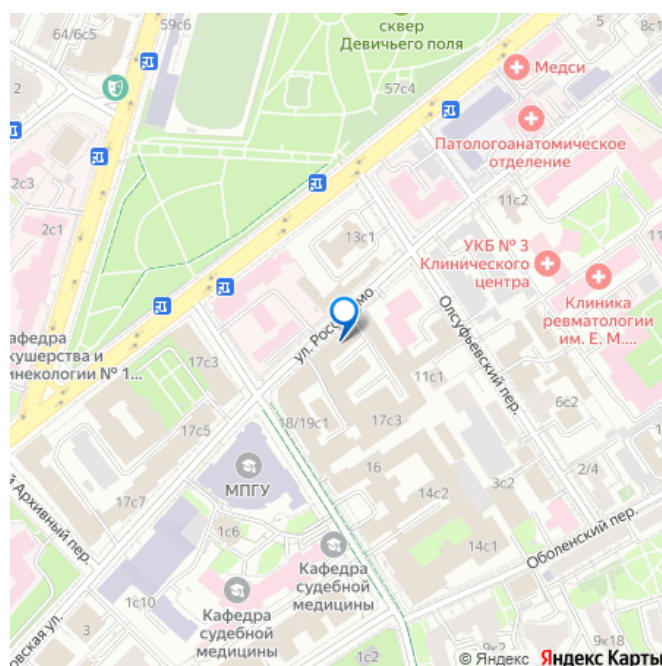 64/6с5
59с6
сквер
Девичьего поля
5
8с1
2
57с4
Медси
Патологоанатомическое
отделение
2с3
2с1
11с2
13с1
УКБ № 3
Клинического
центра
Клиника
ревматологии
им. Е. М....
Олсуфьевский пер.
афедра
кушерства и
инекологии № 1...
17с3
11с1
6с2
17с5
18/19с1
17с3
16
МПГУ
14с2
3с2
2/4
й Архивный пер.
17с7
1с6
14с1
Оболенский пер.
Кафедра
судебной
медицины
1с10
Кафедра
судебной
медицины
овская ул.
3
1с2
9к2
9к18
© Яндекс Яндекс Карты